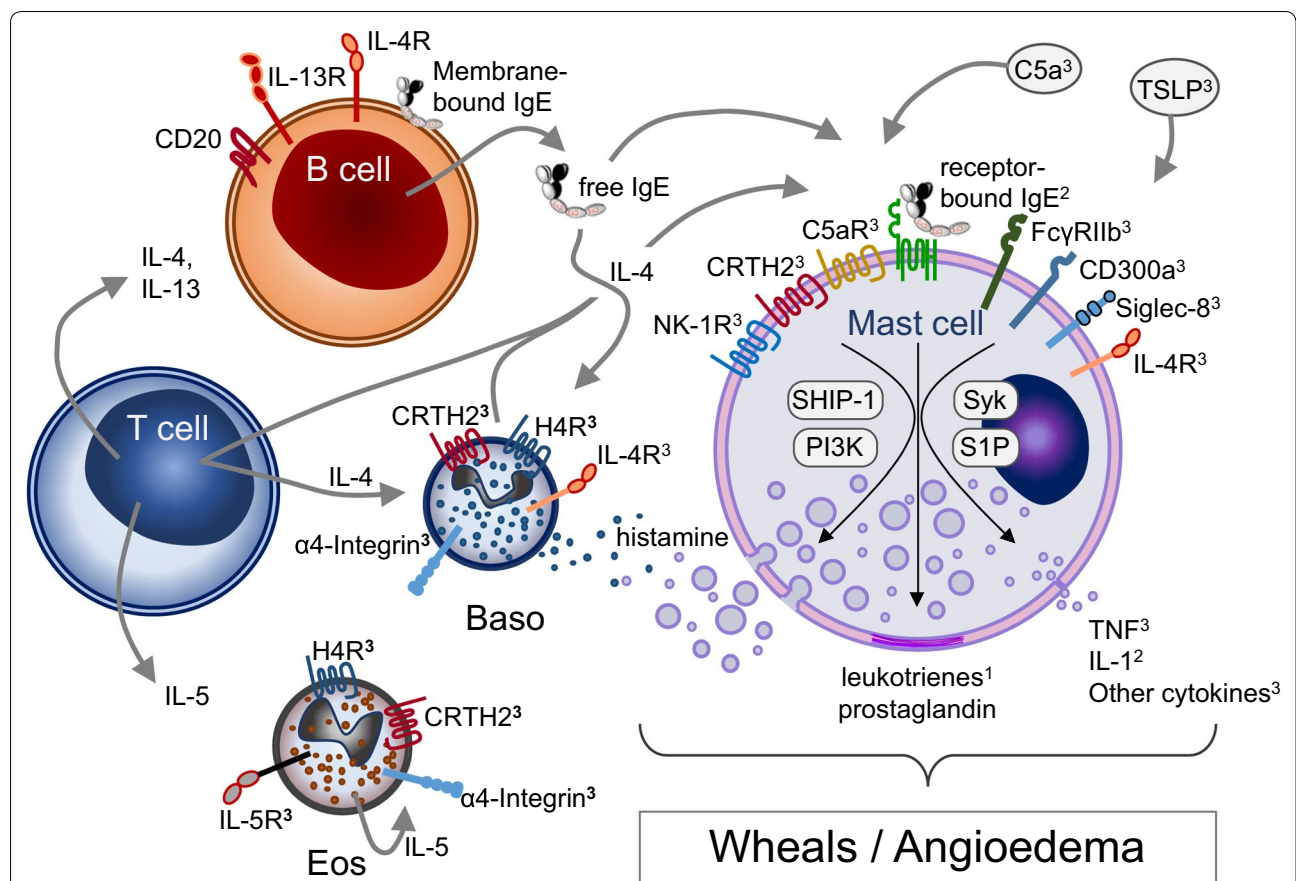 IL-4R
IL-13R
Membrane-
bound IgE
CD20
B cell
C5a³
TSLP³
free IgE
receptor-
bound IgE²
C5aR³
FcγRIIb³
IL-4,
IL-13
IL-4
CRTH2³
CD300a³
Siglec-8³
NK-1R³
Mast cell
IL-4R³
T cell
CRTH2³
H4R³
SHIP-1
Syk
PI3K
S1P
IL-4R³
IL-4
α4-Integrin³
histamine
Baso
TNF³
IL-1²
Other cytokines³
leukotrienes¹
prostaglandin
H4R³
IL-5
CRTH2³
α4-Integrin³
IL-5R³
IL-5
Eos
Wheals / Angioedema